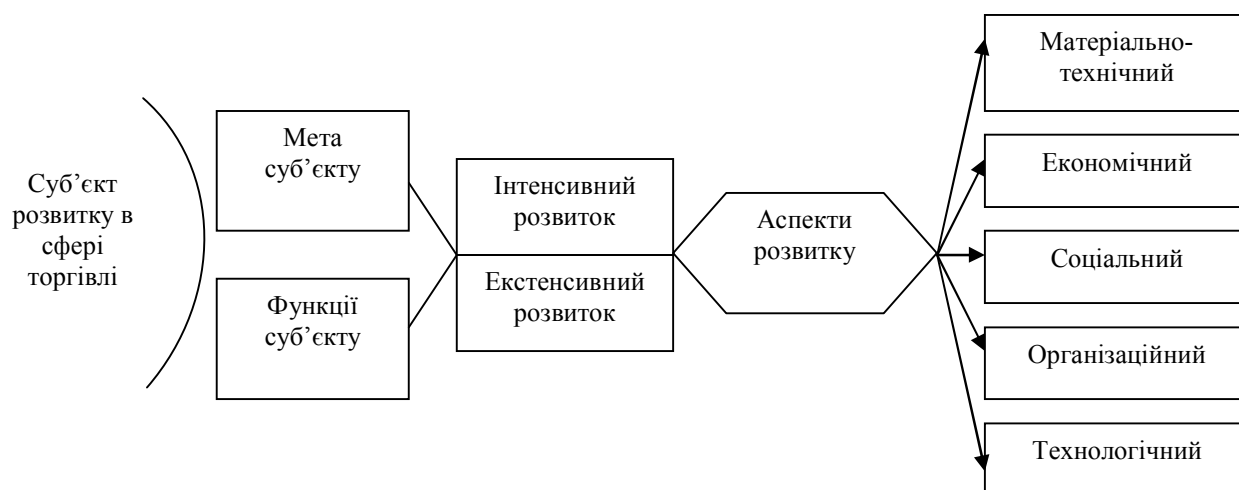 Суб’єкт
розвитку в
сфері
торгівлі
Мета
суб’єкту
Функції
суб’єкту
Інтенсивний
розвиток
Екстенсивний
розвиток
Аспекти
розвитку
Матеріально-
технічний
Економічний
Соціальний
Організаційний
Технологічний